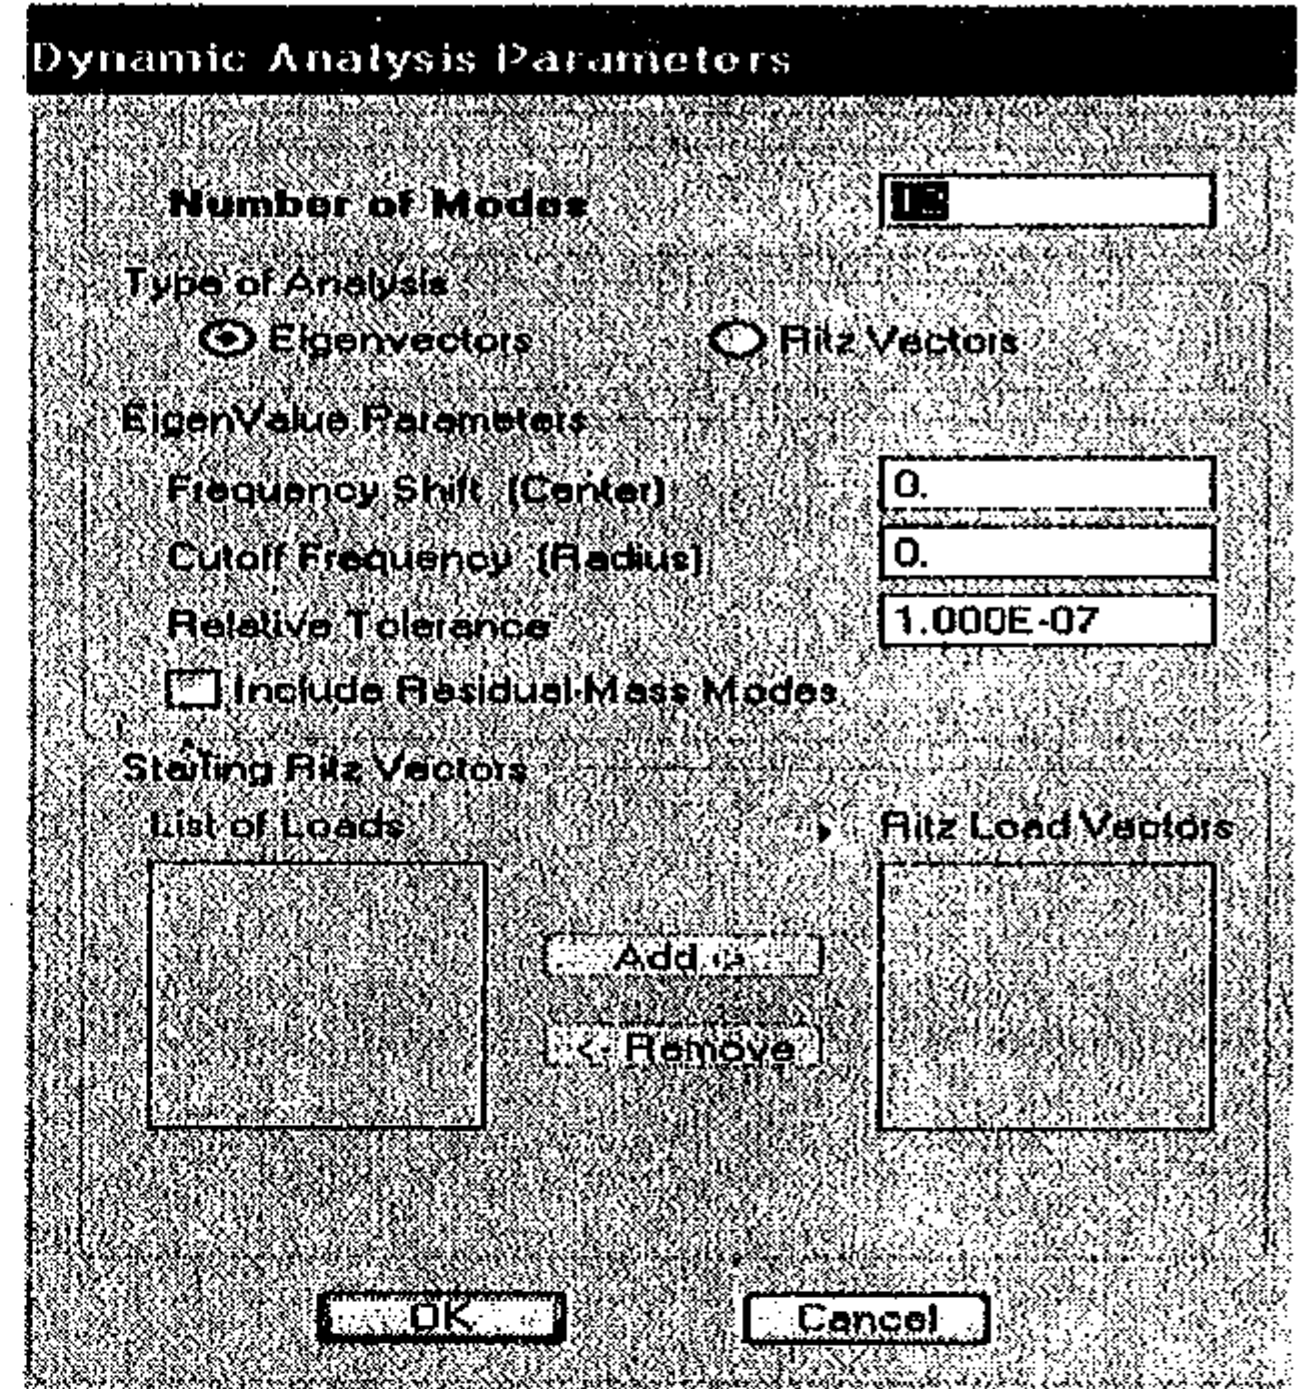 Dynamic Analysis Parameters
Number of Modes
Type of Analysis
Eigenvectors Ritz Vectors
EigenValue Parameters
Frequency Shift (Center) 0.
Cutoff Frequency (Radius) 0.
Relative Tolerance 1.000E-07
Include Residual-Mass Modes
Starting Ritz Vectors
List of Loads Ritz Load Vectors
Add ->
<- Remove
OK Cancel